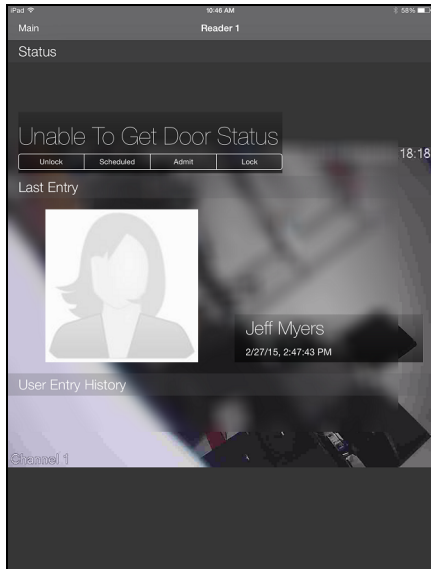 iPad 10:46 AM 58%
Main Reader 1
Status
Unable To Get Door Status
Unlock Scheduled Admit Lock
18:18
Last Entry
Jeff Myers
2/27/15, 2:47:43 PM
User Entry History
Channel 1